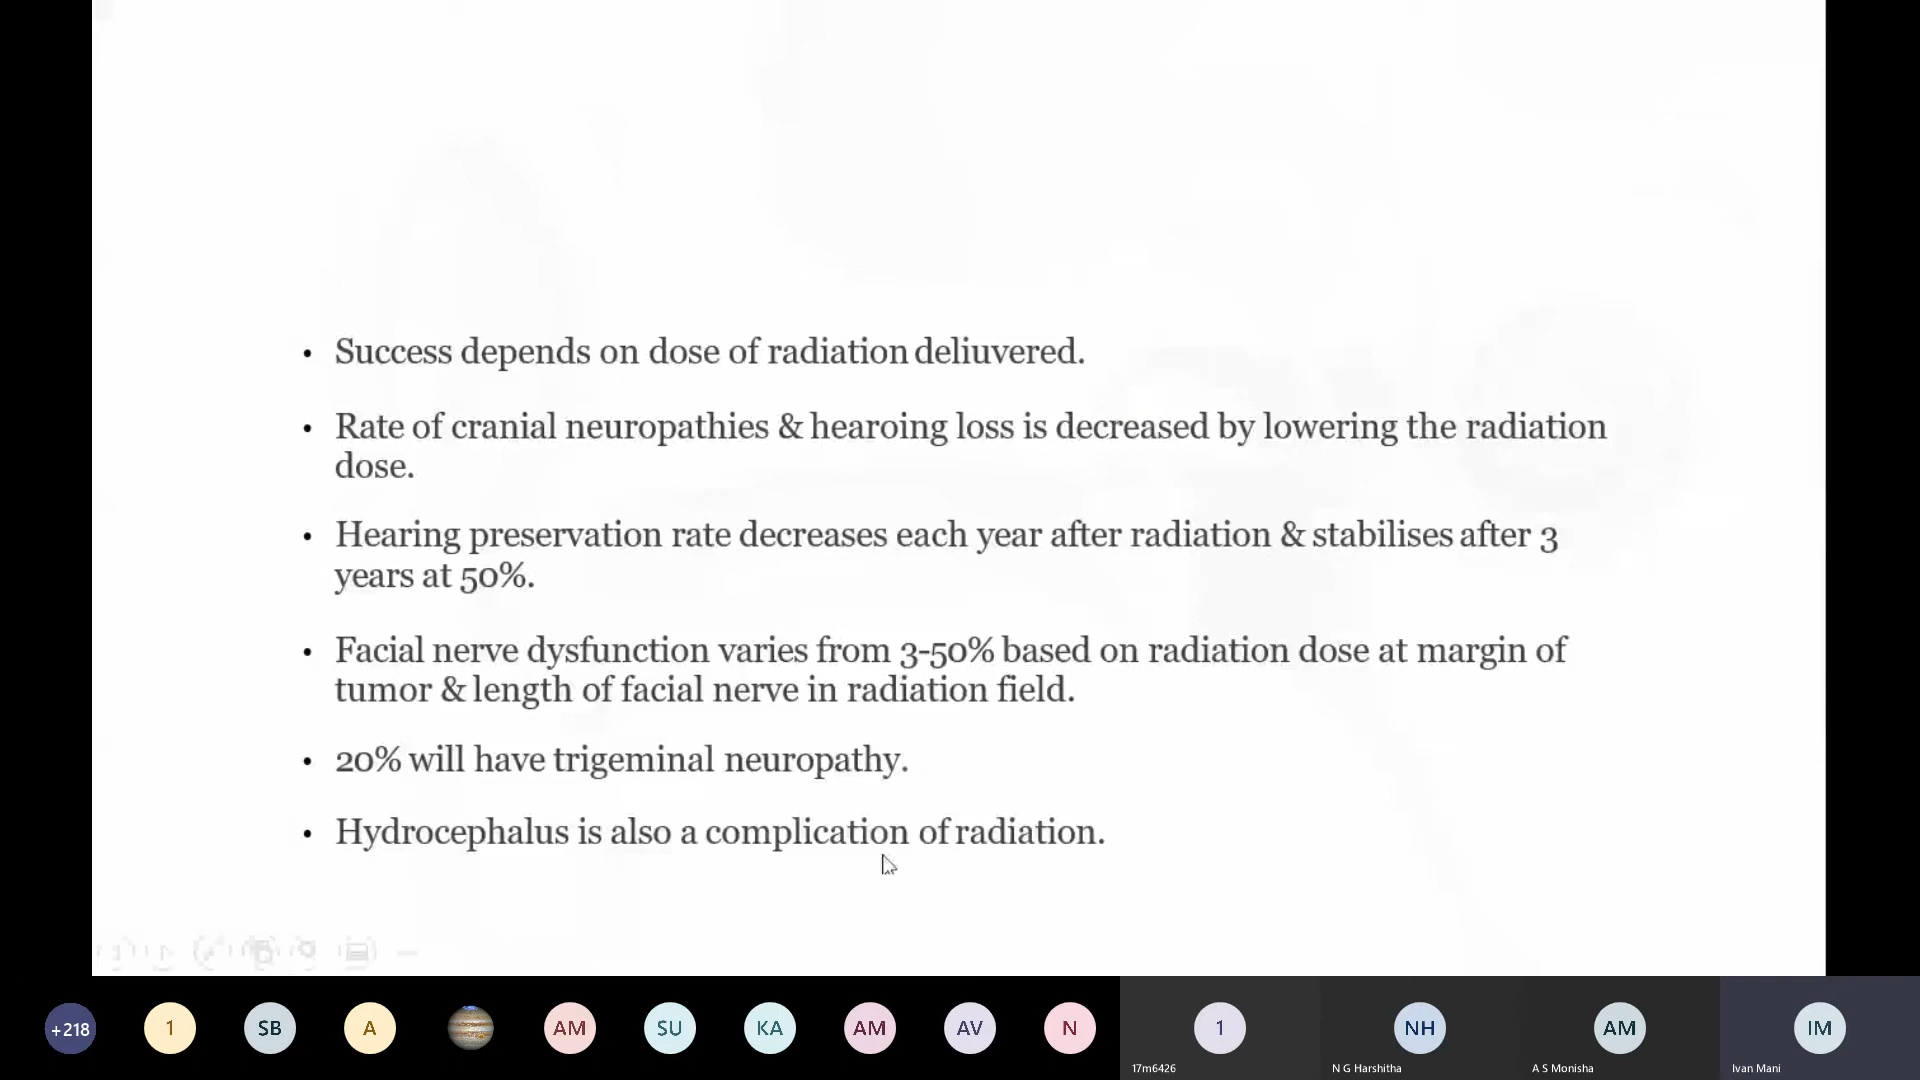 • Success depends on dose of radiation deliuvered.
• Rate of cranial neuropathies & hearoing loss is decreased by lowering the radiation
dose.
• Hearing preservation rate decreases each year after radiation & stabilises after 3
years at 50%.
• Facial nerve dysfunction varies from 3-50% based on radiation dose at margin of
tumor & length of facial nerve in radiation field.
• 20% will have trigeminal neuropathy.
• Hydrocephalus is also a complication of radiation.
+218 1 SB A AM SU KA AM AV N 1 NH AM IM
17m6426 N G Harshitha A S Monisha Ivan Mani